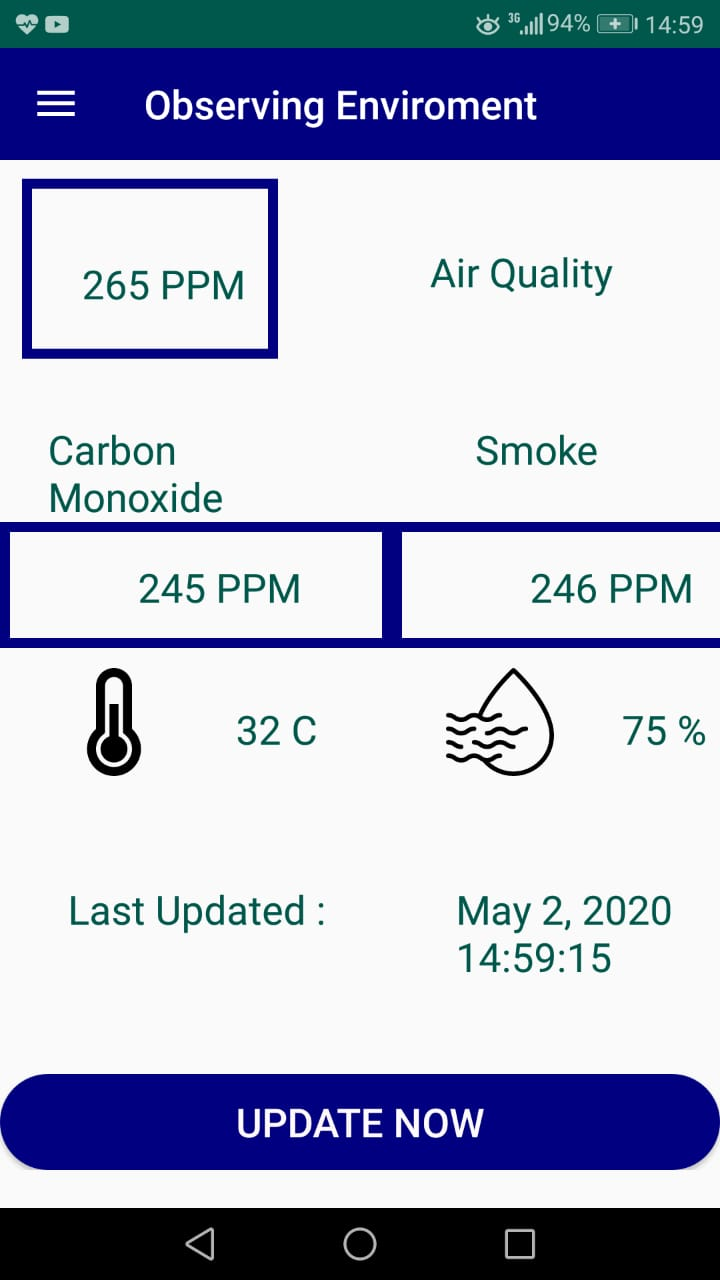 3G 94% 14:59
Observing Enviroment
265 PPM
Air Quality
Carbon
Monoxide
Smoke
245 PPM
246 PPM
32 C
75 %
Last Updated :
May 2, 2020
14:59:15
UPDATE NOW